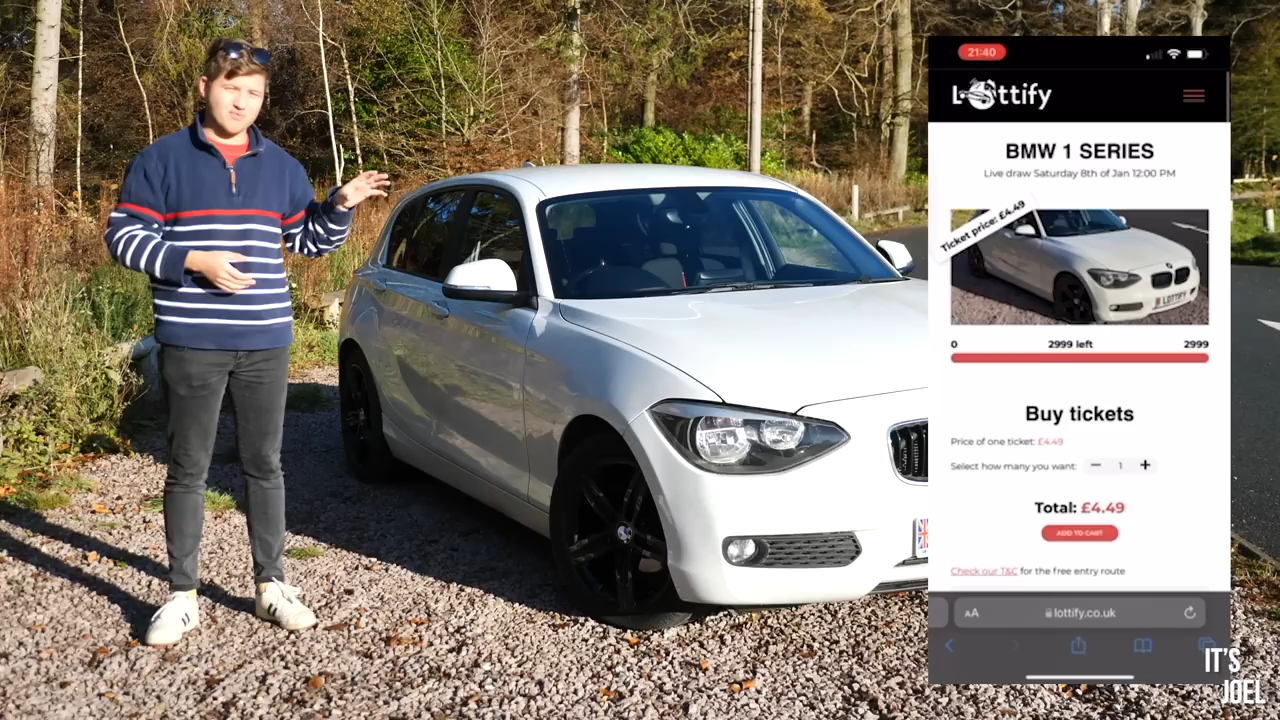 21:40
Lottify
BMW 1 SERIES
Live draw Saturday 8th of Jan 12:00 PM
Ticket price: £4.49
LOTTIFY
0 2999 left 2999
Buy tickets
Price of one ticket: £4.49
Select how many you want: − 1 +
Total: £4.49
ADD TO CART
Check our T&C for the free entry route
AA lottify.co.uk
IT'S
JOEL